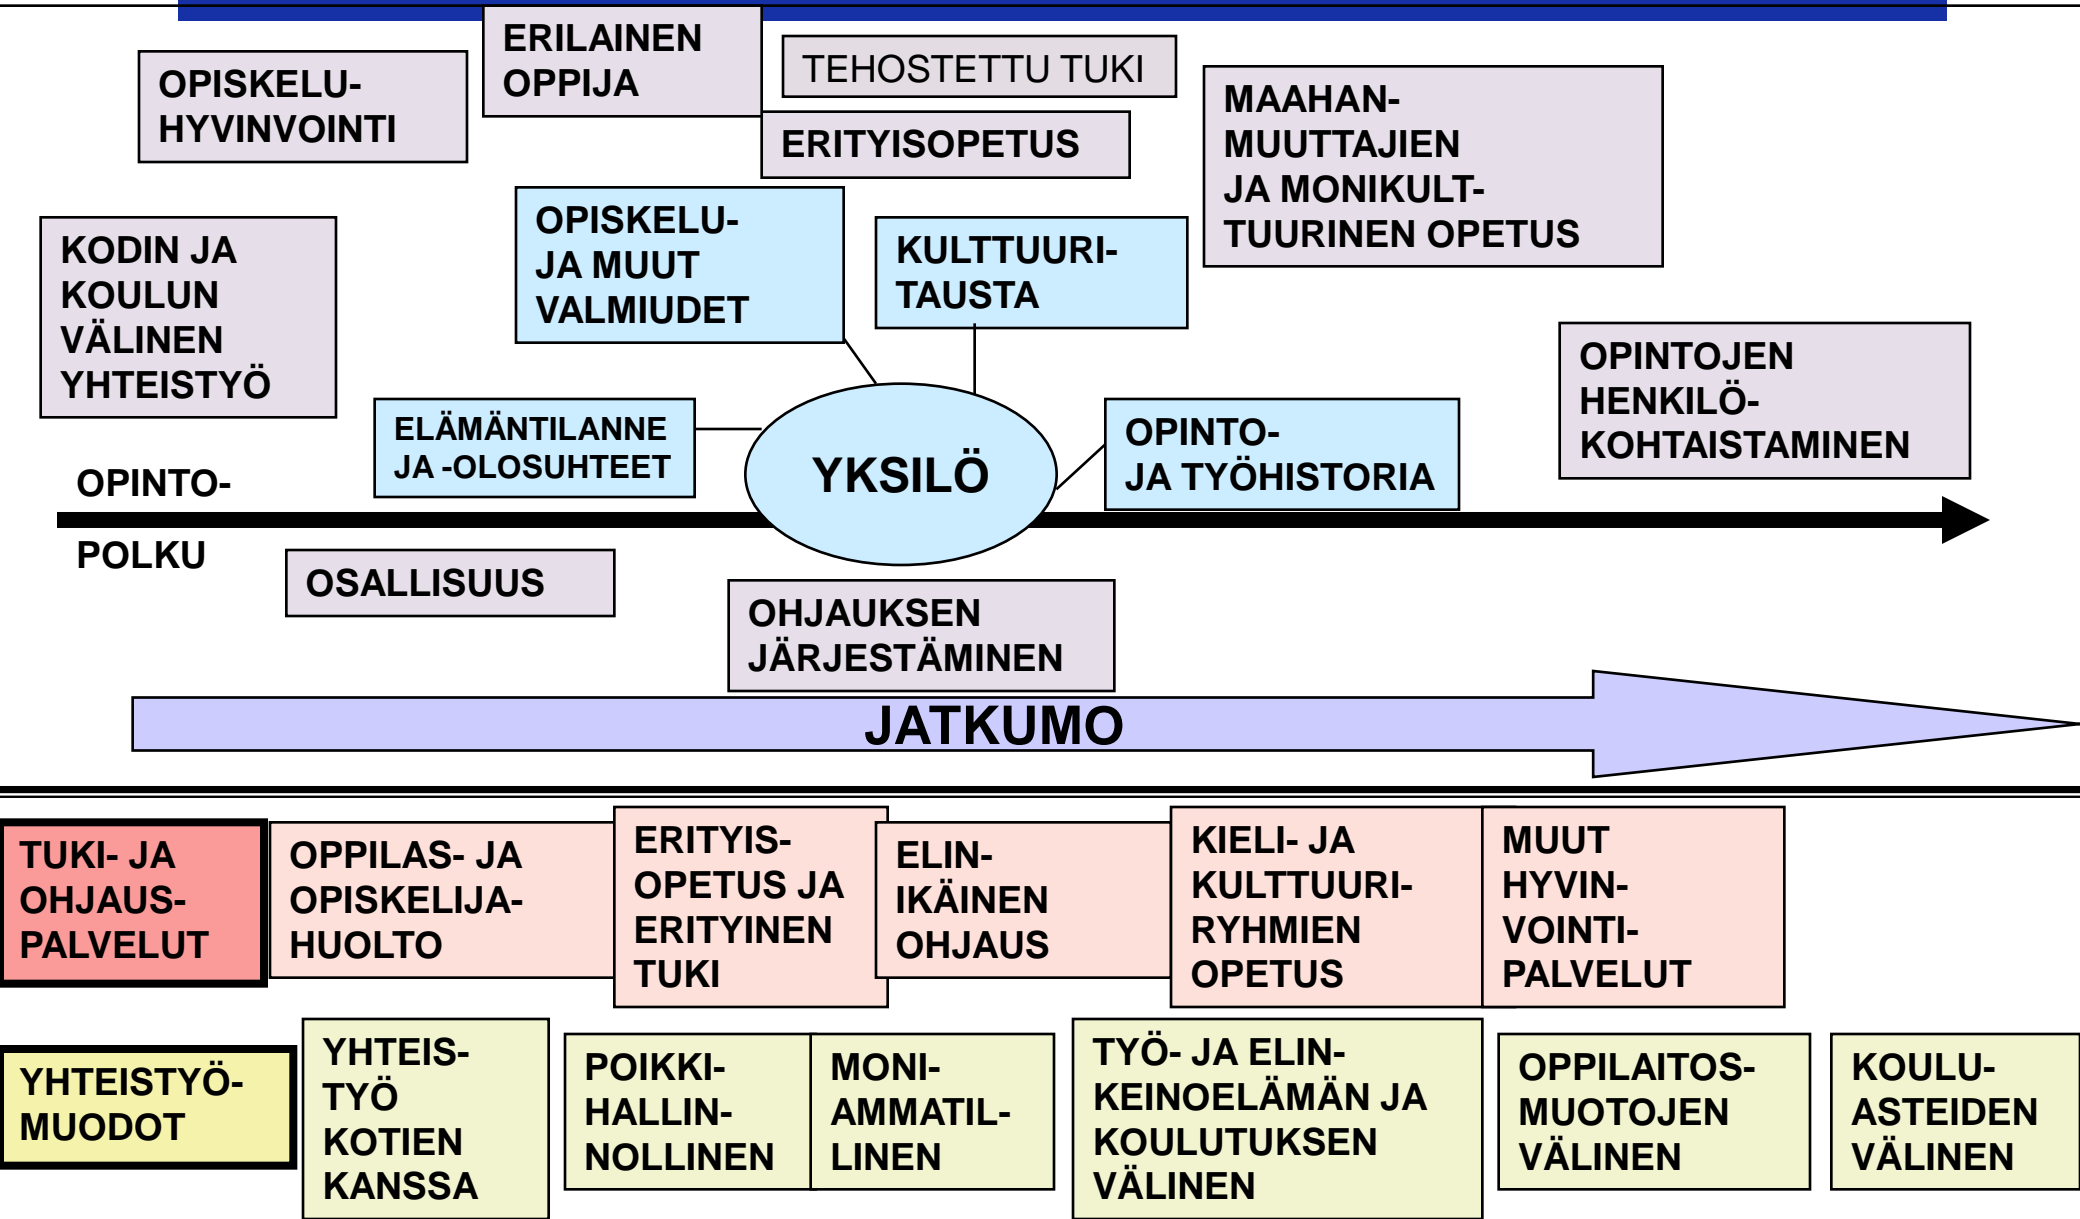 ERILAINEN
OPPIJA
TEHOSTETTU TUKI
OPISKELU-
HYVINVOINTI
ERITYISOPETUS
MAAHAN-
MUUTTAJIEN
JA MONIKULT-
TUURINEN OPETUS
KODIN JA
KOULUN
VÄLINEN
YHTEISTYÖ
OPISKELU-
JA MUUT
VALMIUDET
KULTTUURI-
TAUSTA
OPINTOJEN
HENKILÖ-
KOHTAISTAMINEN
ELÄMÄNTILANNE
JA -OLOSUHTEET
YKSILÖ
OPINTO-
JA TYÖHISTORIA
OPINTO-
POLKU
OSALLISUUS
OHJAUKSEN
JÄRJESTÄMINEN
JATKUMO
TUKI- JA
OHJAUS-
PALVELUT
OPPILAS- JA
OPISKELIJA-
HUOLTO
ERITYIS-
OPETUS JA
ERITYINEN
TUKI
ELIN-
IKÄINEN
OHJAUS
KIELI- JA
KULTTUURI-
RYHMIEN
OPETUS
MUUT
HYVIN-
VOINTI-
PALVELUT
YHTEISTYÖ-
MUODOT
YHTEIS-
TYÖ
KOTIEN
KANSSA
POIKKI-
HALLIN-
NOLLINEN
MONI-
AMMATIL-
LINEN
TYÖ- JA ELIN-
KEINOELÄMÄN JA
KOULUTUKSEN
VÄLINEN
OPPILAITOS-
MUOTOJEN
VÄLINEN
KOULU-
ASTEIDEN
VÄLINEN